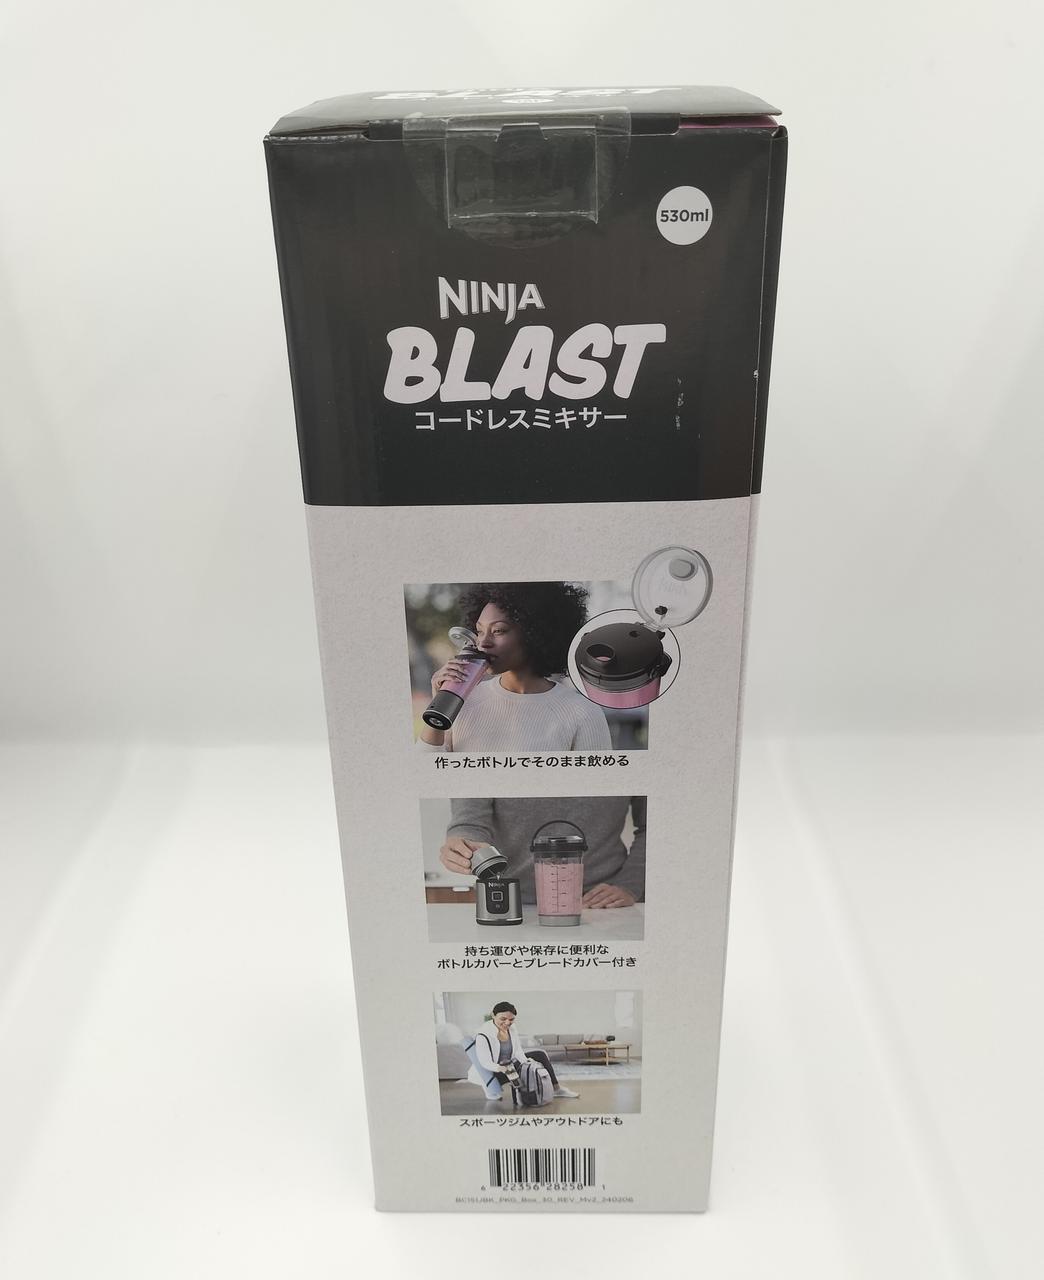 BLAST
530ml
NINJA
BLAST
コードレスミキサー
作ったボトルでそのまま飲める
NINJA
持ち運びや保存に便利な
ボトルカバーとブレードカバー付き
スポーツジムやアウトドアにも
6 22356 28258 1